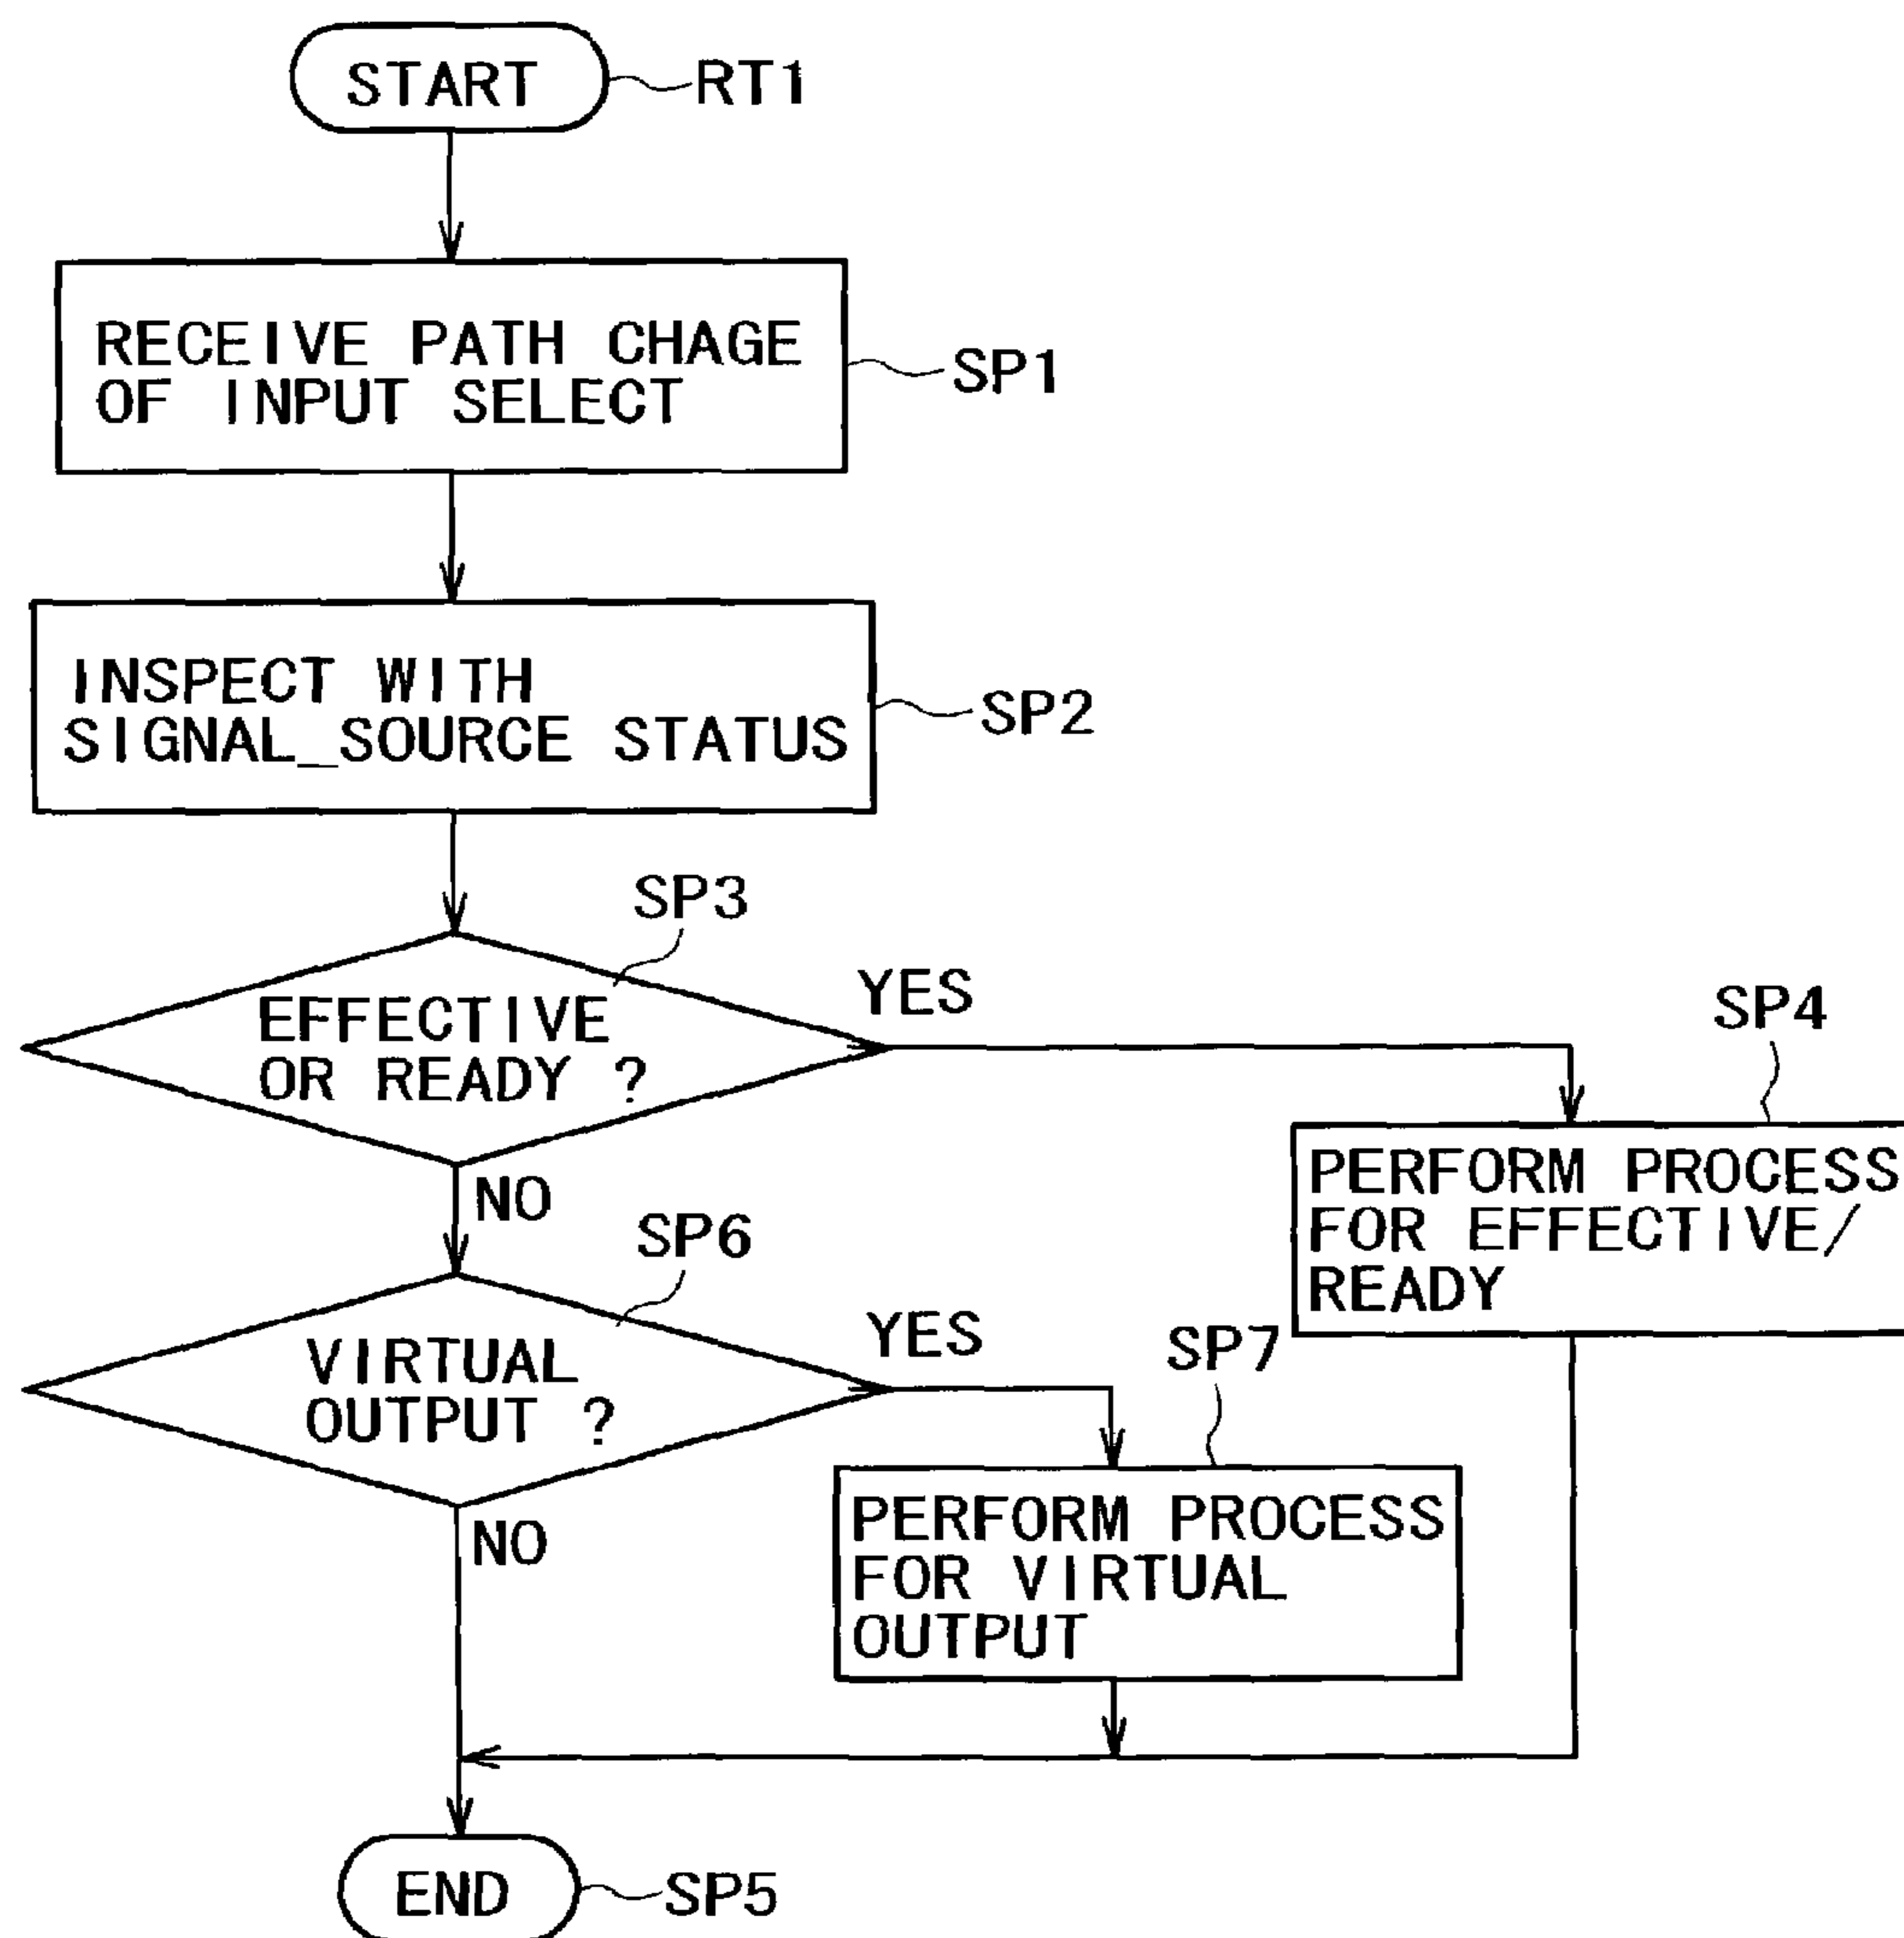 START
RT1
RECEIVE PATH CHAGE
OF INPUT SELECT
SP1
INSPECT WITH
SIGNAL_SOURCE STATUS
SP2
SP3
EFFECTIVE
OR READY ?
YES
SP4
PERFORM PROCESS
FOR EFFECTIVE/
READY
NO
SP6
VIRTUAL
OUTPUT ?
YES
SP7
PERFORM PROCESS
FOR VIRTUAL
OUTPUT
NO
END
SP5